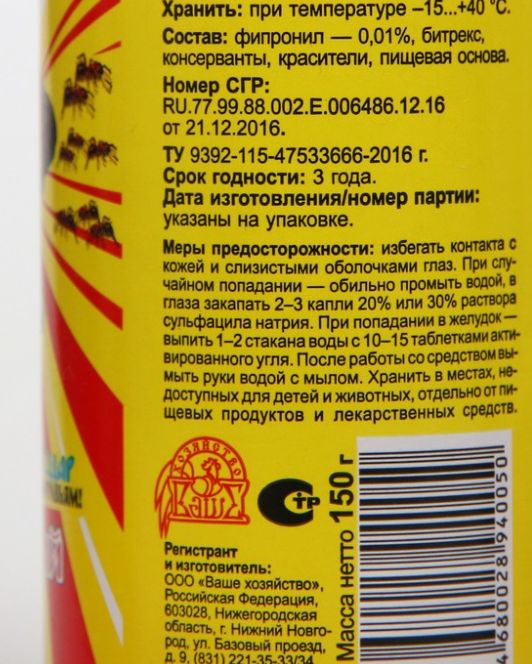 Хранить: при температуре –15...+40 °С.
Состав: фипронил — 0,01%, битрекс,
консерванты, красители, пищевая основа.
Номер СГР:
RU.77.99.88.002.Е.006486.12.16
от 21.12.2016.
ТУ 9392-115-47533666-2016 г.
Срок годности: 3 года.
Дата изготовления/номер партии:
указаны на упаковке.
Меры предосторожности: избегать контакта с
кожей и слизистыми оболочками глаз. При слу-
чайном попадании — обильно промыть водой, в
глаза закапать 2–3 капли 20% или 30% раствора
сульфацила натрия. При попадании в желудок —
выпить 1–2 стакана воды с 10–15 таблетками акти-
вированного угля. После работы со средством вы-
мыть руки водой с мылом. Хранить в местах, не-
доступных для детей и животных, отдельно от пи-
щевых продуктов и лекарственных средств.
ХОЗЯЙСТВО
ВАШЕ
СТР
Масса нетто 150 г
4680028940050
Регистрант
и изготовитель:
ООО «Ваше хозяйство»,
Российская Федерация,
603028, Нижегородская
область, г. Нижний Новго-
род, ул. Базовый проезд,
д. 9, (831) 221-35-33/34